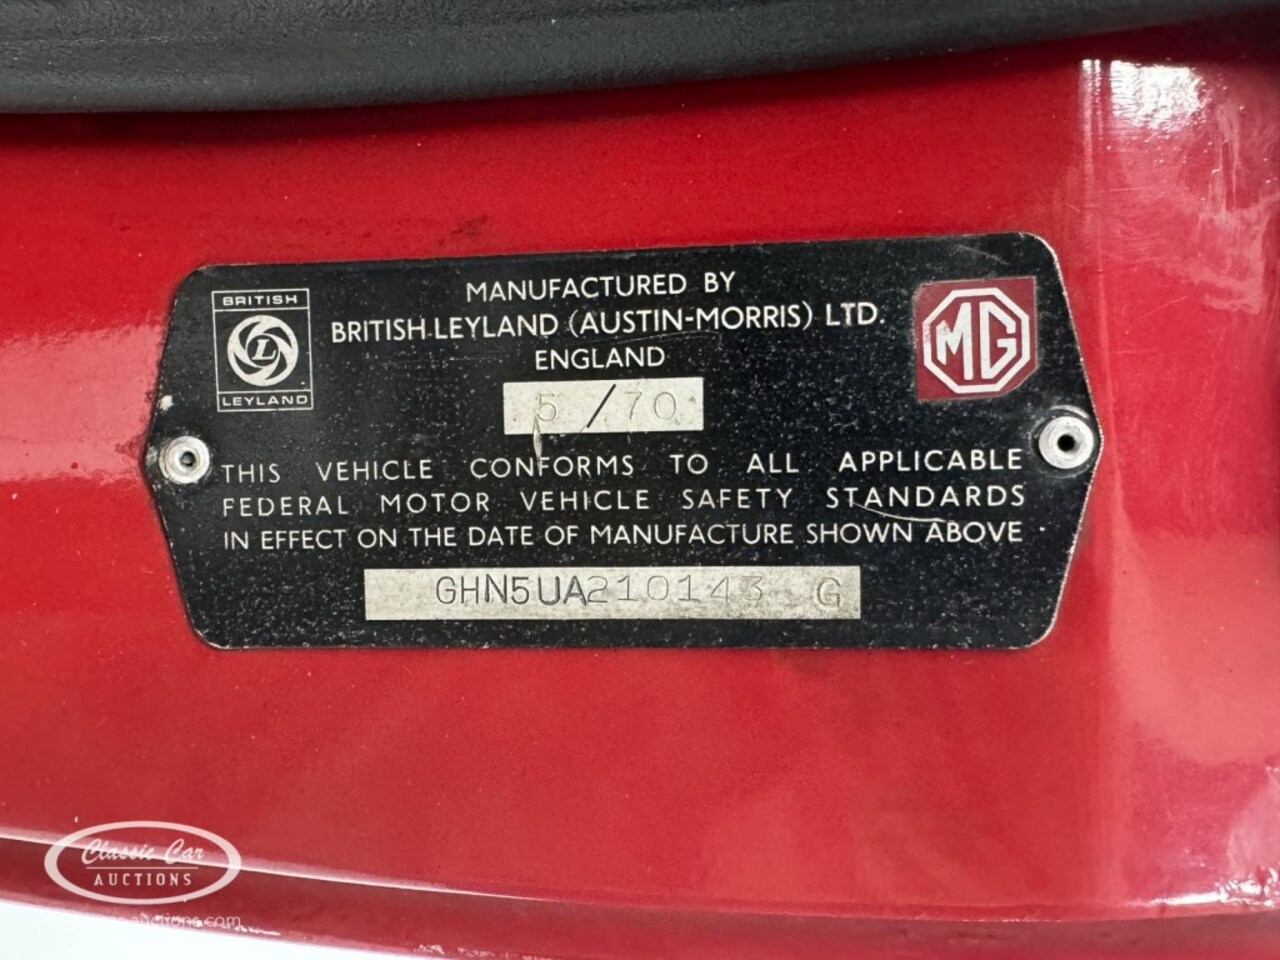 BRITISH
L
LEYLAND
MANUFACTURED BY
BRITISH LEYLAND (AUSTIN-MORRIS) LTD.
ENGLAND
MG
5/70
THIS VEHICLE CONFORMS TO ALL APPLICABLE
FEDERAL MOTOR VEHICLE SAFETY STANDARDS
IN EFFECT ON THE DATE OF MANUFACTURE SHOWN ABOVE
GHN5UA210143 G
Classic Car
AUCTIONS